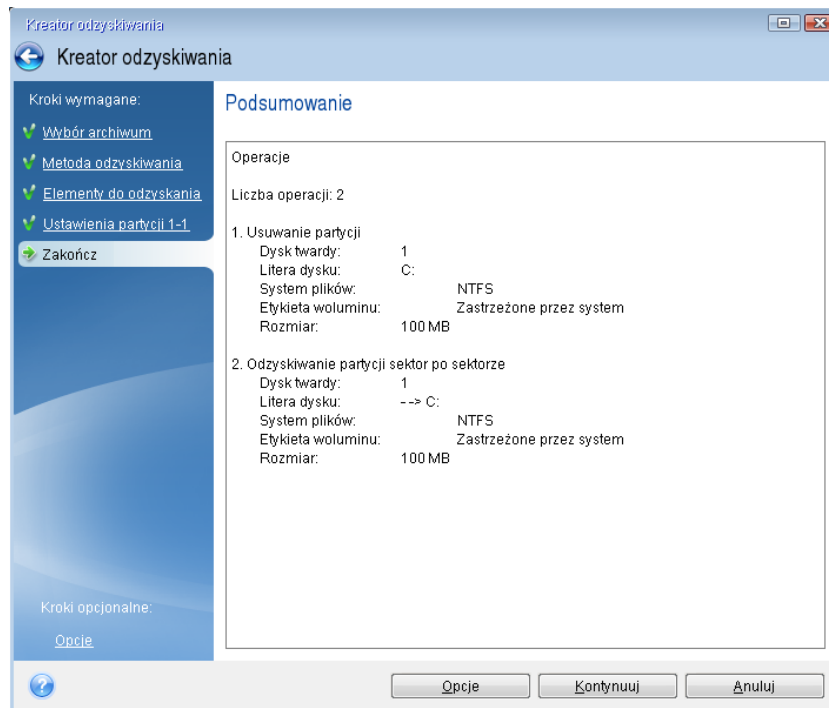 Kreator odzyskiwania
Kreator odzyskiwania
Kroki wymagane:
Wybór archiwum
Metoda odzyskiwania
Elementy do odzyskania
Ustawienia partycji 1-1
Zakończ
Kroki opcjonalne:
Opcje
Podsumowanie
Operacje
Liczba operacji: 2
1. Usuwanie partycji
Dysk twardy: 1
Litera dysku: C:
System plików: NTFS
Etykieta woluminu: Zastrzeżone przez system
Rozmiar: 100 MB
2. Odzyskiwanie partycji sektor po sektorze
Dysk twardy: 1
Litera dysku: --> C:
System plików: NTFS
Etykieta woluminu: Zastrzeżone przez system
Rozmiar: 100 MB
Opcje Kontynuuj Anuluj